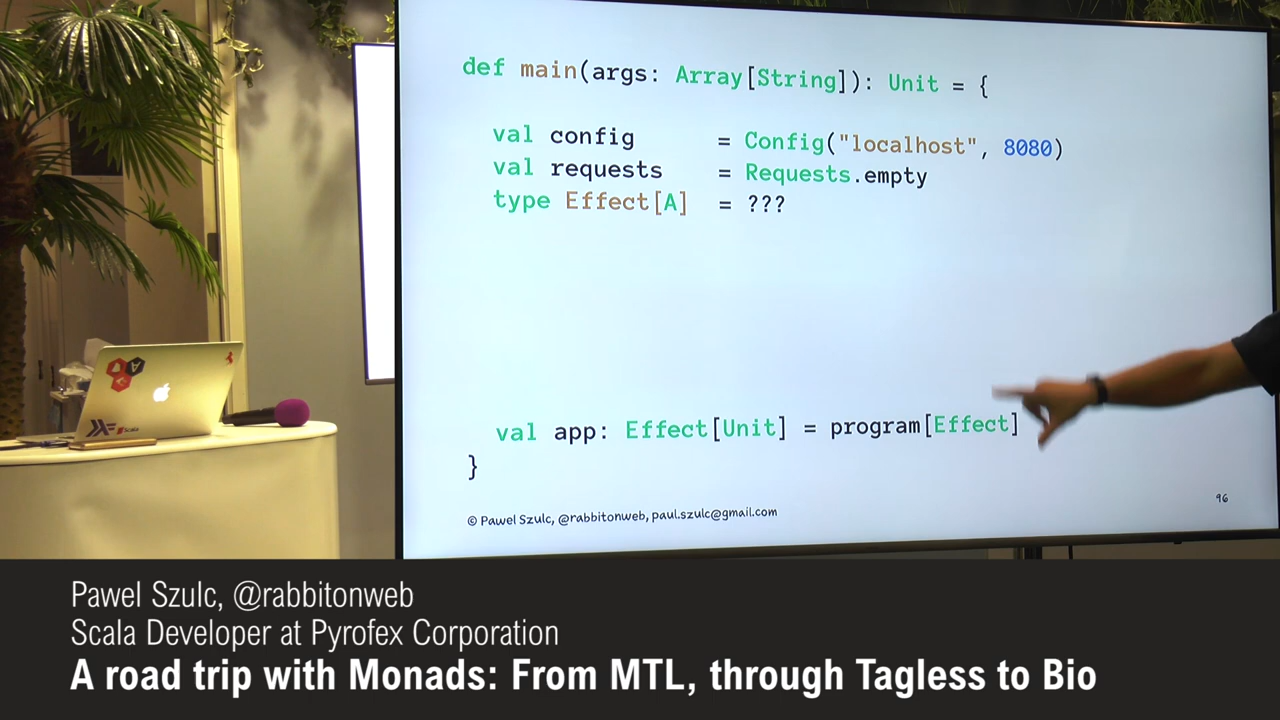 def main(args: Array[String]): Unit = {
val config = Config("localhost", 8080)
val requests = Requests.empty
type Effect[A] = ???
val app: Effect[Unit] = program[Effect]
}
© Pawel Szulc, @rabbitonweb, paul.szulc@gmail.com
96
Scala
Pawel Szulc, @rabbitonweb
Scala Developer at Pyrofex Corporation
A road trip with Monads: From MTL, through Tagless to Bio